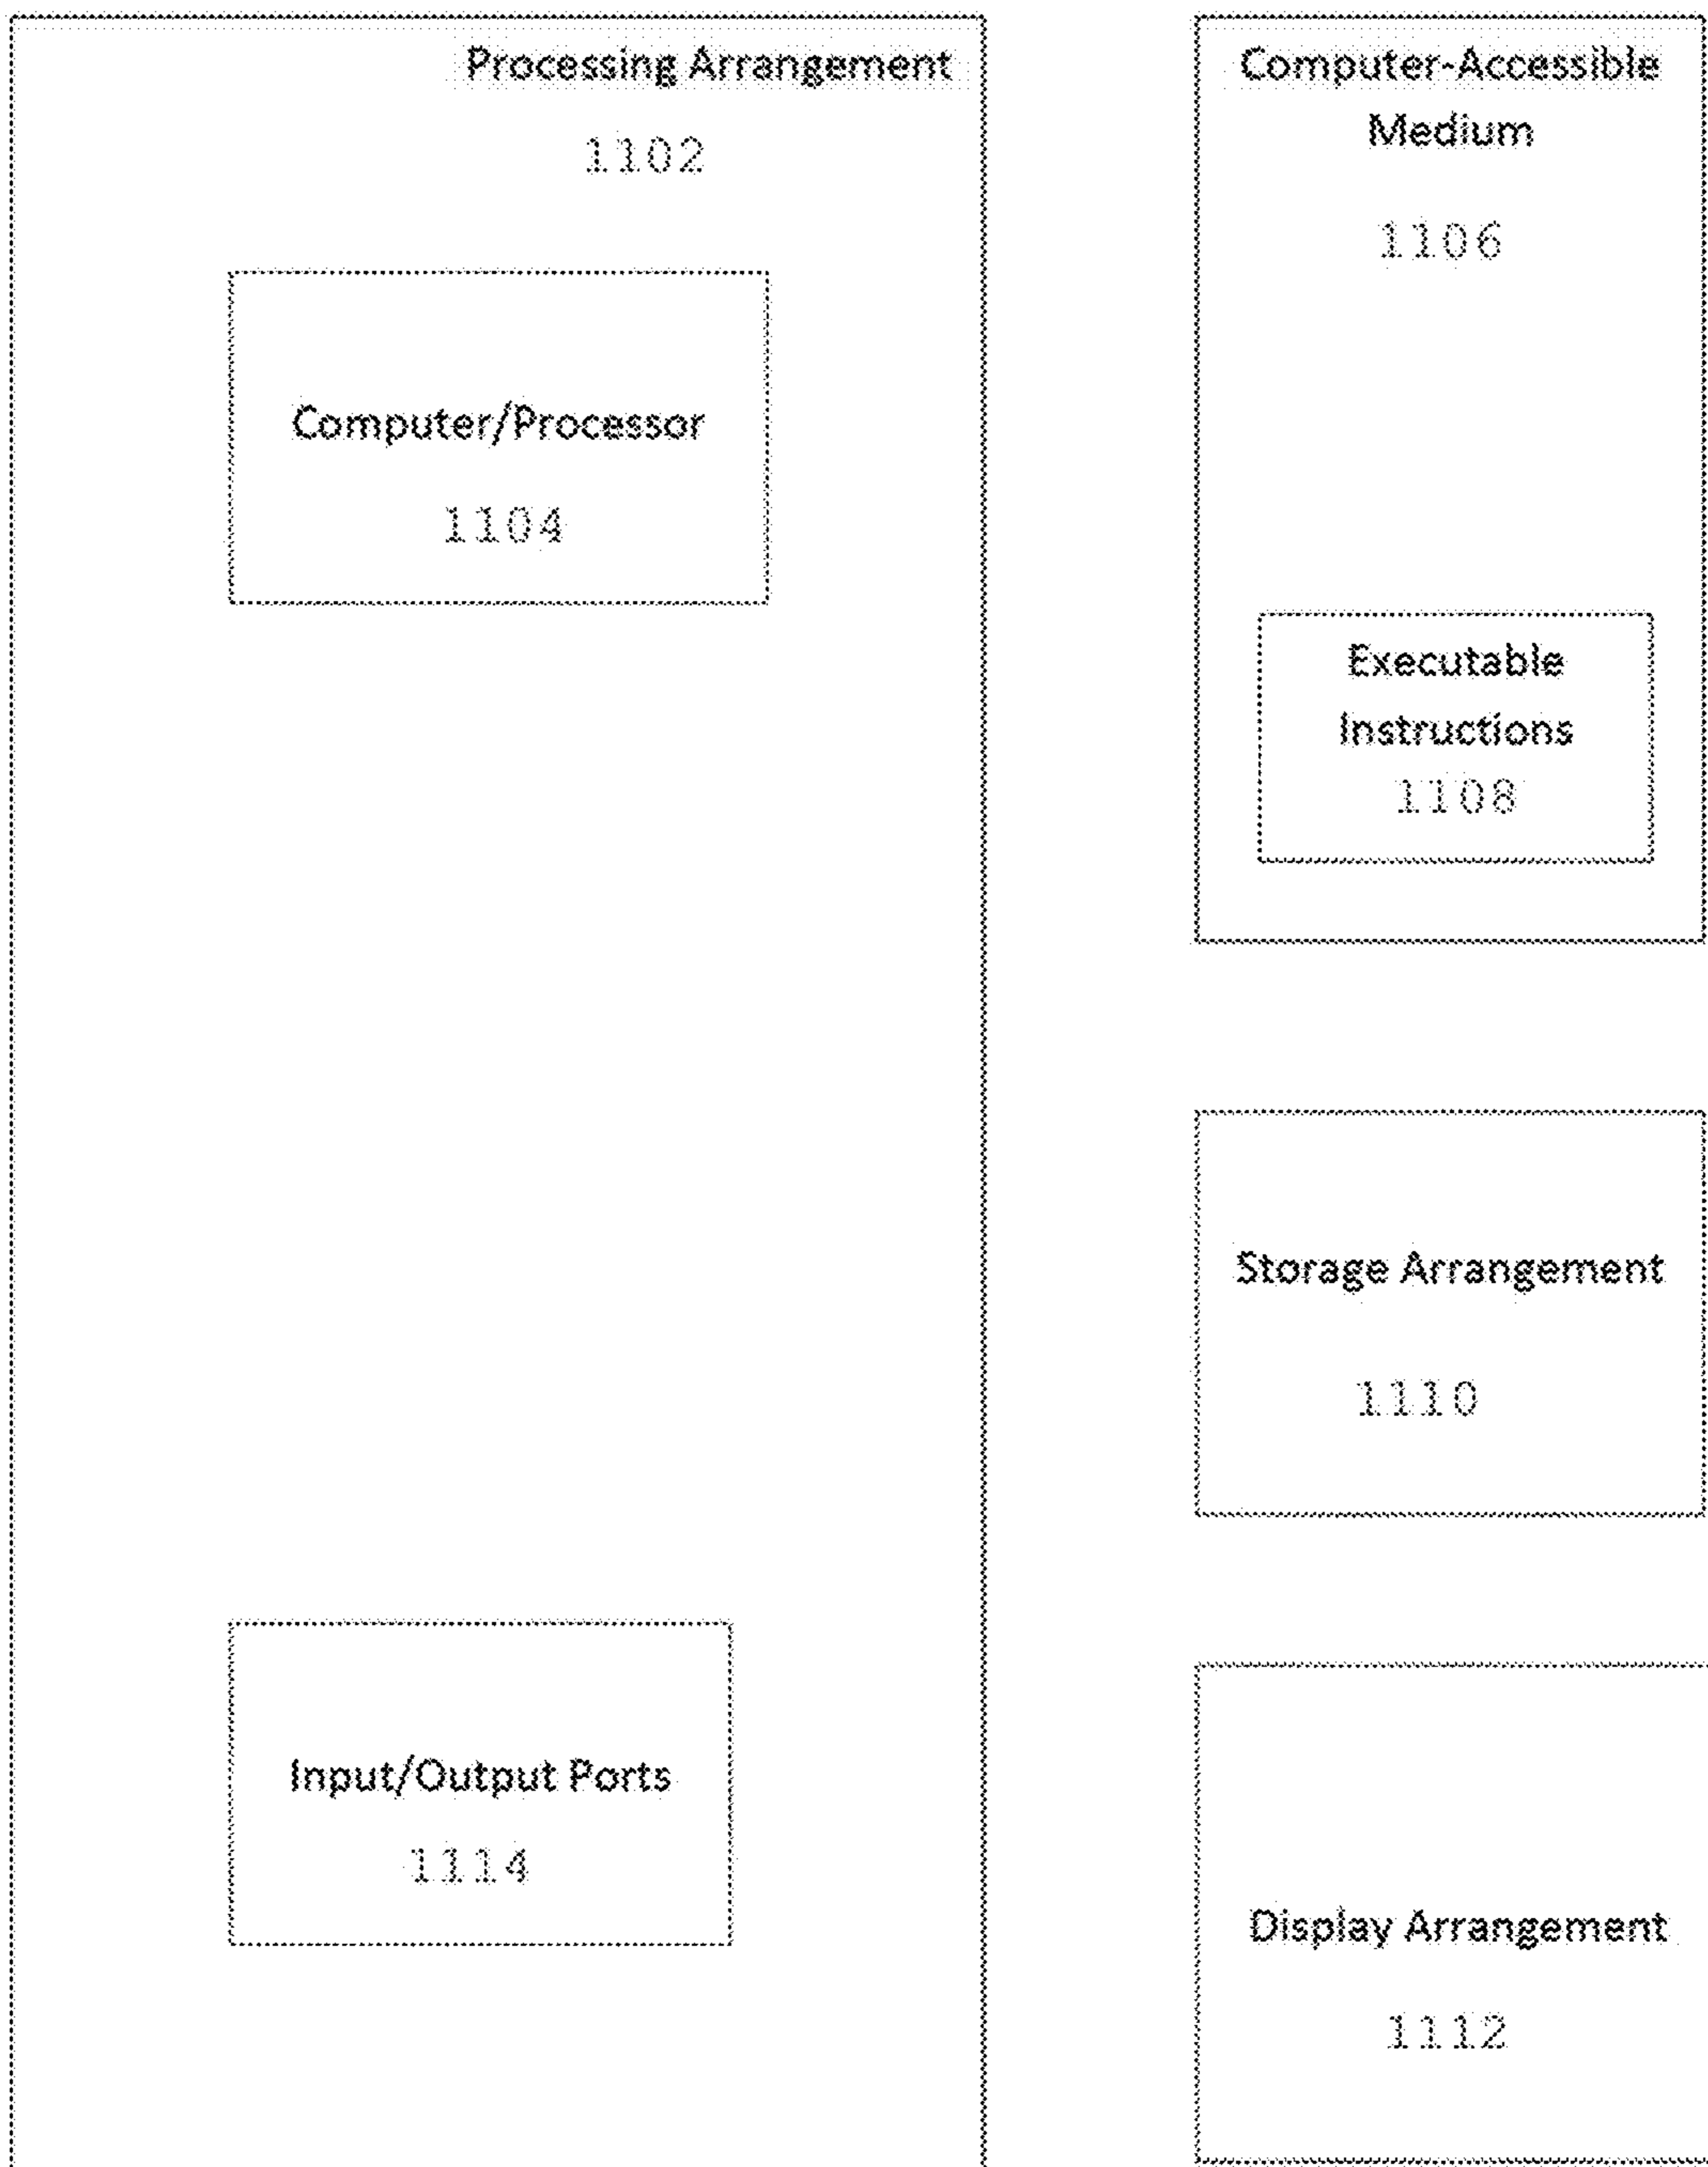 Processing Arrangement
1102
Computer/Processor
1104
Input/Output Ports
1114
Computer-Accessible
Medium
1106
Executable
Instructions
1108
Storage Arrangement
1110
Display Arrangement
1112